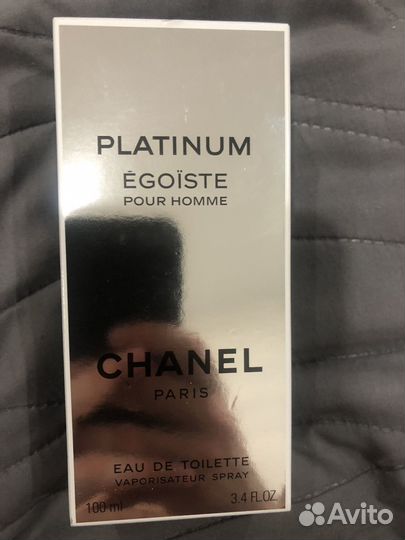 PLATINUM
ÉGOÏSTE
POUR HOMME
CHANEL
PARIS
EAU DE TOILETTE
VAPORISATEUR SPRAY
100 ml 3.4 FL.OZ.
Avito